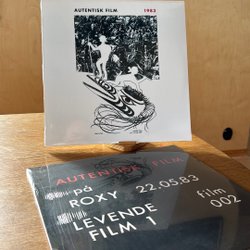 AUTENTISK FILM 1983
AUTENTISK FILM
på
ROXY 22.05.83
LEVENDE film
FILM 1 002